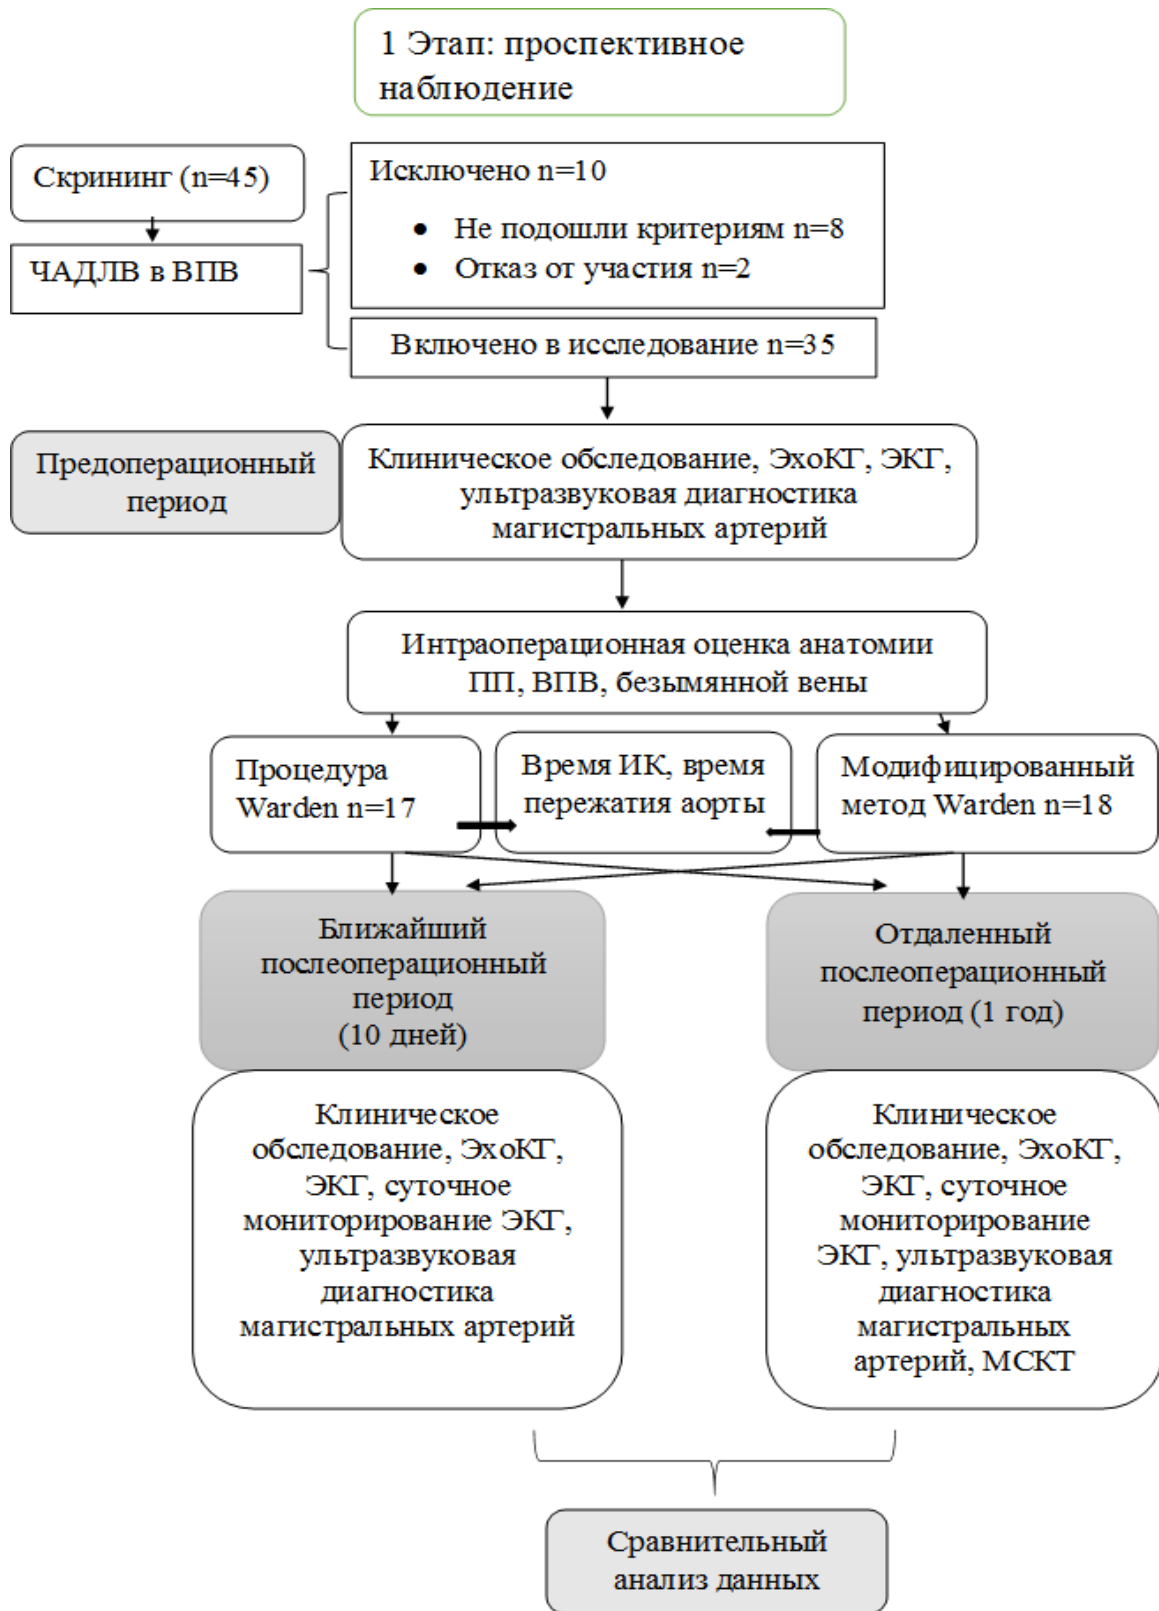 1 Этап: проспективное
наблюдение
Скрининг (n=45)
ЧАДЛВ в ВПВ
Исключено n=10
● Не подошли критериям n=8
● Отказ от участия n=2
Включено в исследование n=35
Предоперационный
период
Клиническое обследование, ЭхоКГ, ЭКГ,
ультразвуковая диагностика
магистральных артерий
Интраоперационная оценка анатомии
ПП, ВПВ, безымянной вены
Процедура
Warden n=17
Время ИК, время
пережатия аорты
Модифицированный
метод Warden n=18
Ближайший
послеоперационный
период
(10 дней)
Отдаленный
послеоперационный
период (1 год)
Клиническое
обследование, ЭхоКГ,
ЭКГ, суточное
мониторирование ЭКГ,
ультразвуковая
диагностика
магистральных артерий
Клиническое
обследование, ЭхоКГ,
ЭКГ, суточное
мониторирование
ЭКГ, ультразвуковая
диагностика
магистральных
артерий, МСКТ
Сравнительный
анализ данных